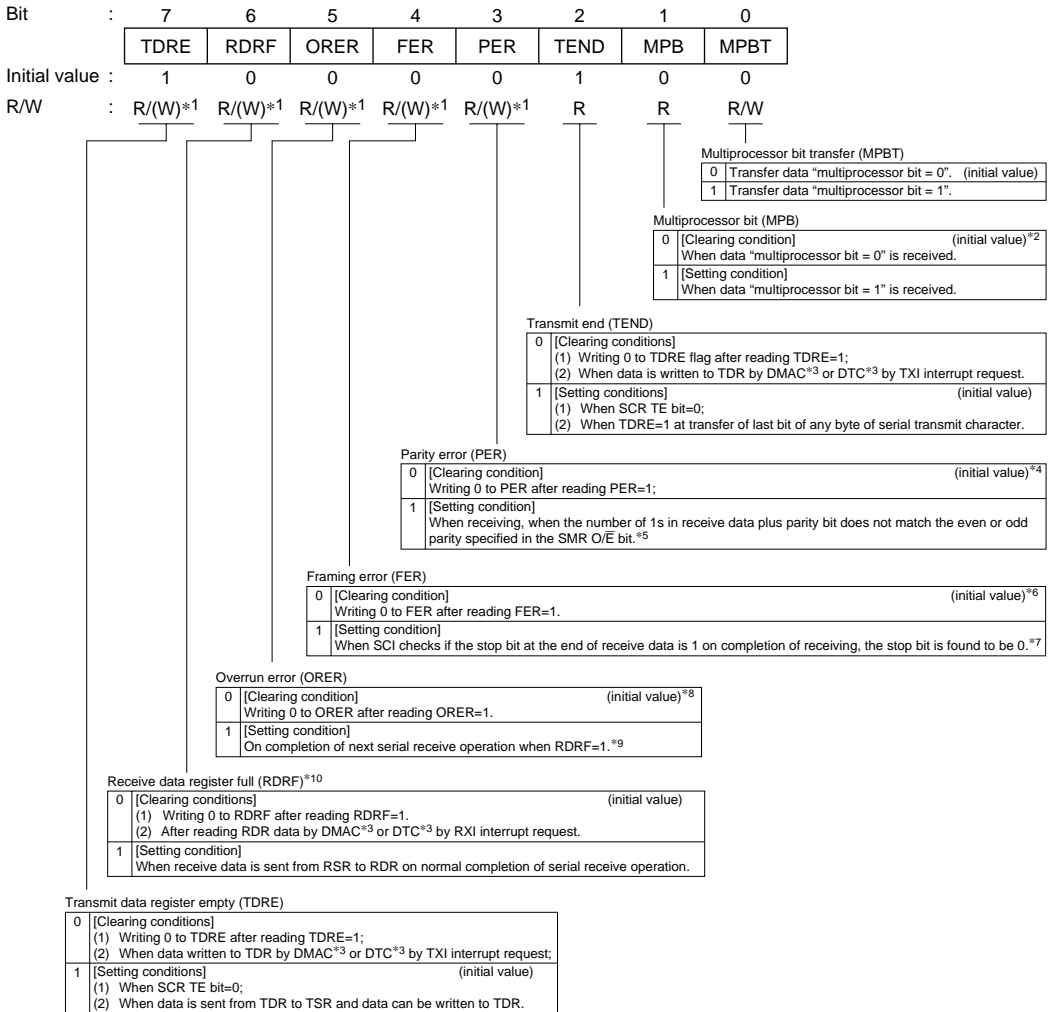 Bit : 7 6 5 4 3 2 1 0
TDRE RDRF ORER FER PER TEND MPB MPBT
Initial value : 1 0 0 0 0 1 0 0
R/W : R/(W)*1 R/(W)*1 R/(W)*1 R/(W)*1 R/(W)*1 R R R/W
Multiprocessor bit transfer (MPBT)
0 Transfer data “multiprocessor bit = 0”. (initial value)
1 Transfer data “multiprocessor bit = 1”.
Multiprocessor bit (MPB)
0 [Clearing condition] (initial value)*2
When data “multiprocessor bit = 0” is received.
1 [Setting condition]
When data “multiprocessor bit = 1” is received.
Transmit end (TEND)
0 [Clearing conditions]
(1) Writing 0 to TDRE flag after reading TDRE=1;
(2) When data is written to TDR by DMAC*3 or DTC*3 by TXI interrupt request.
1 [Setting conditions] (initial value)
(1) When SCR TE bit=0;
(2) When TDRE=1 at transfer of last bit of any byte of serial transmit character.
Parity error (PER)
0 [Clearing condition] (initial value)*4
Writing 0 to PER after reading PER=1;
1 [Setting condition]
When receiving, when the number of 1s in receive data plus parity bit does not match the even or odd
parity specified in the SMR O/E̅ bit.*5
Framing error (FER)
0 [Clearing condition] (initial value)*6
Writing 0 to FER after reading FER=1.
1 [Setting condition]
When SCI checks if the stop bit at the end of receive data is 1 on completion of receiving, the stop bit is found to be 0.*7
Overrun error (ORER)
0 [Clearing condition] (initial value)*8
Writing 0 to ORER after reading ORER=1.
1 [Setting condition]
On completion of next serial receive operation when RDRF=1.*9
Receive data register full (RDRF)*10
0 [Clearing conditions] (initial value)
(1) Writing 0 to RDRF after reading RDRF=1.
(2) After reading RDR data by DMAC*3 or DTC*3 by RXI interrupt request.
1 [Setting condition]
When receive data is sent from RSR to RDR on normal completion of serial receive operation.
Transmit data register empty (TDRE)
0 [Clearing conditions]
(1) Writing 0 to TDRE after reading TDRE=1;
(2) When data written to TDR by DMAC*3 or DTC*3 by TXI interrupt request;
1 [Setting conditions] (initial value)
(1) When SCR TE bit=0;
(2) When data is sent from TDR to TSR and data can be written to TDR.